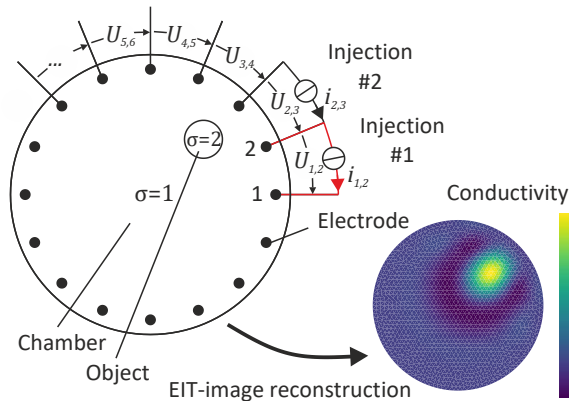 U5,6
U4,5
...
U3,4
Injection
#2
i2,3
U2,3
Injection
#1
σ=2
2
U1,2
i1,2
σ=1
1
Conductivity
Electrode
Chamber
Object
EIT-image reconstruction